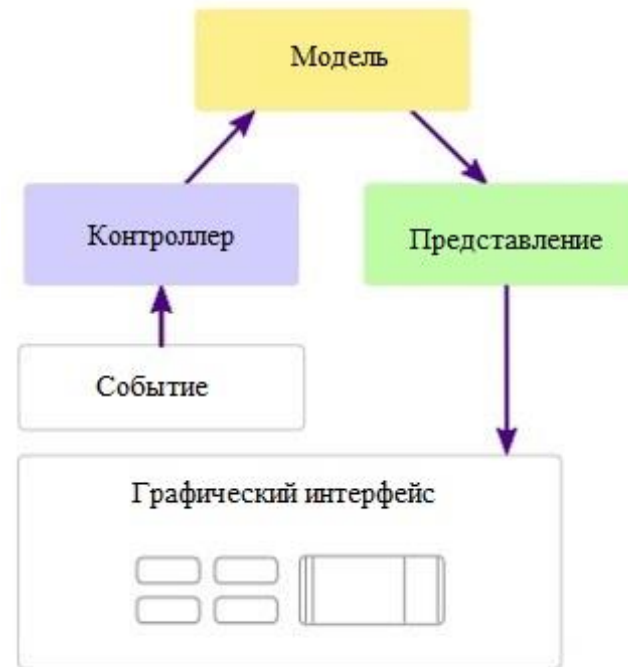 Модель
Контроллер
Представление
Событие
Графический интерфейс